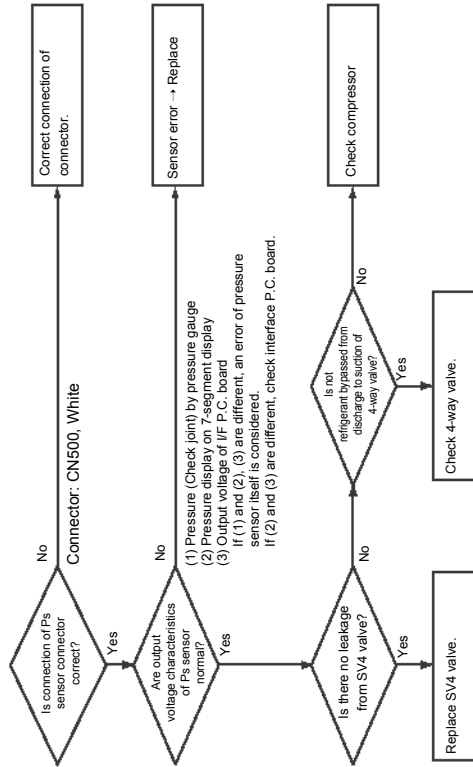 Is connection of Ps
sensor connector
correct?
No
Correct connection of
connector.
Connector: CN500, White
Yes
Are output
voltage characteristics
of Ps sensor
normal?
No
Sensor error → Replace
(1) Pressure (Check joint) by pressure gauge
(2) Pressure display on 7-segment display
(3) Output voltage of I/F P.C. board
If (1) and (2), (3) are different, an error of pressure
sensor itself is considered.
If (2) and (3) are different, check interface P.C. board.
Yes
Is there no leakage
from SV4 valve?
No
Is not
refrigerant bypassed from
discharge to suction of
4-way valve?
No
Check compressor
Yes
Replace SV4 valve.
Yes
Check 4-way valve.